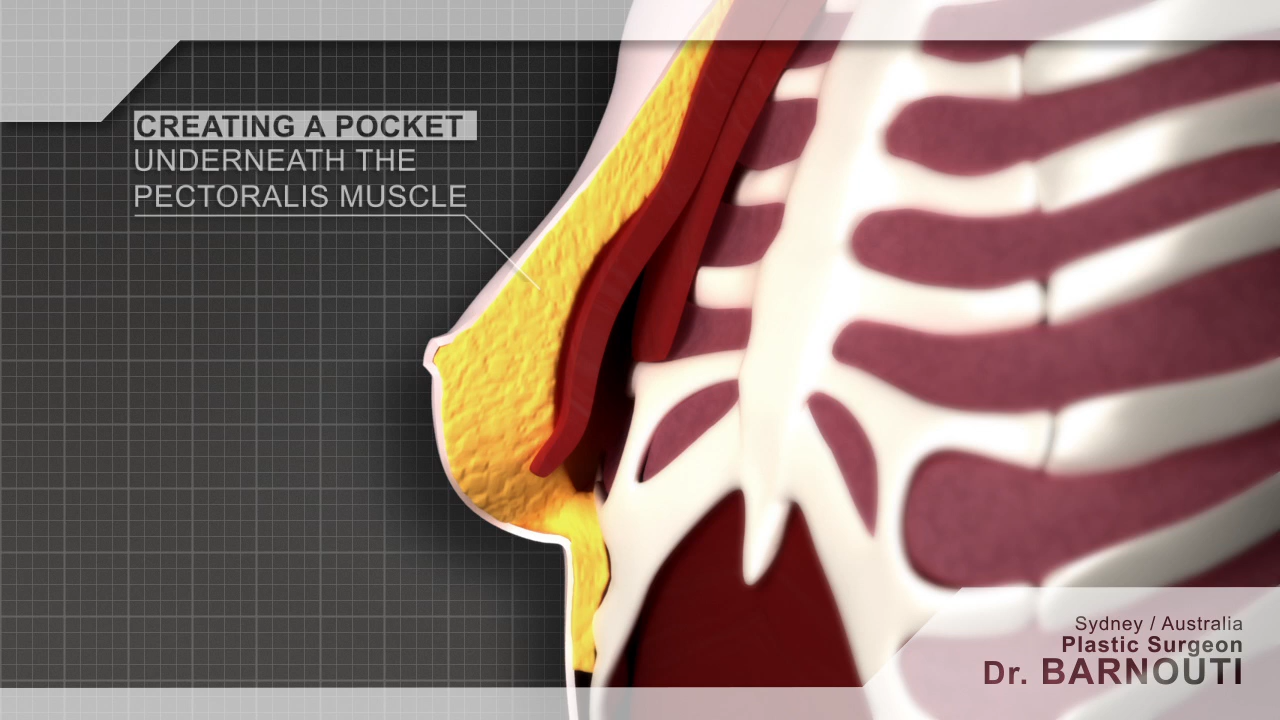 CREATING A POCKET
UNDERNEATH THE
PECTORALIS MUSCLE
Sydney / Australia
Plastic Surgeon
Dr. BARNOUTI